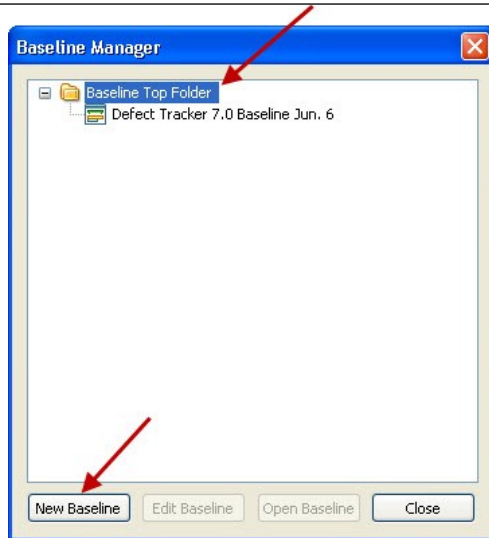 Baseline Manager
Baseline Top Folder
Defect Tracker 7.0 Baseline Jun. 6
New Baseline Edit Baseline Open Baseline Close